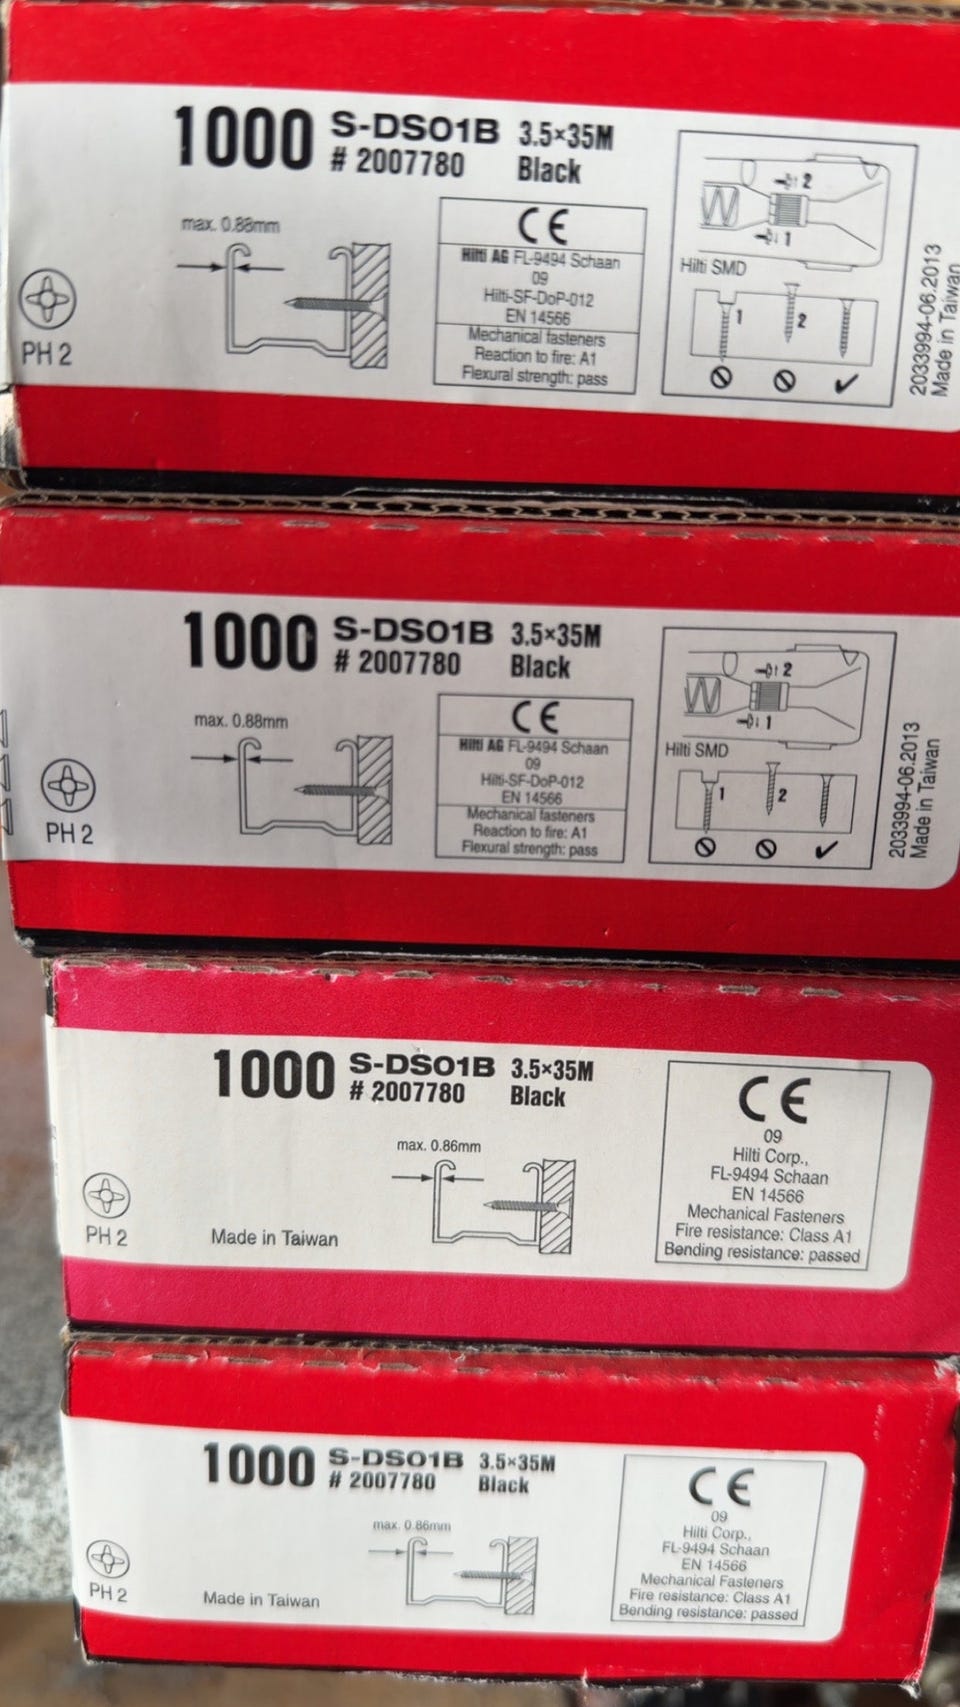 1000 S-DS01B 3.5×35M
# 2007780 Black
max. 0.88mm
PH 2
CE
Hilti AG FL-9494 Schaan
09
Hilti-SF-DoP-012
EN 14566
Mechanical fasteners
Reaction to fire: A1
Flexural strength: pass
2
1
Hilti SMD
1
2
2033994-06.2013
Made in Taiwan
1000 S-DS01B 3.5×35M
# 2007780 Black
max. 0.88mm
PH 2
CE
Hilti AG FL-9494 Schaan
09
Hilti-SF-DoP-012
EN 14566
Mechanical fasteners
Reaction to fire: A1
Flexural strength: pass
2
1
Hilti SMD
1
2
2033994-06.2013
Made in Taiwan
1000 S-DS01B 3.5×35M
# 2007780 Black
max. 0.86mm
PH 2
Made in Taiwan
CE
09
Hilti Corp.,
FL-9494 Schaan
EN 14566
Mechanical Fasteners
Fire resistance: Class A1
Bending resistance: passed
1000 S-DS01B 3.5×35M
# 2007780 Black
max. 0.86mm
PH 2
Made in Taiwan
CE
09
Hilti Corp.,
FL-9494 Schaan
EN 14566
Mechanical Fasteners
Fire resistance: Class A1
Bending resistance: passed